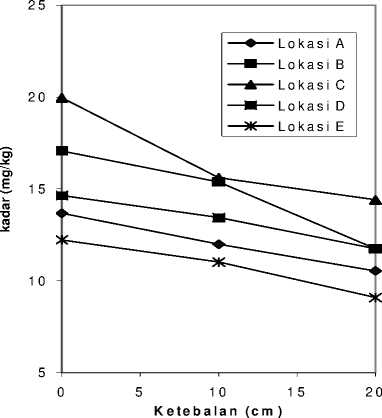 25
20
15
10
5
kadar (mg/kg)
Lokasi A
Lokasi B
Lokasi C
Lokasi D
Lokasi E
0 5 10 15 20
Ketebalan (cm)